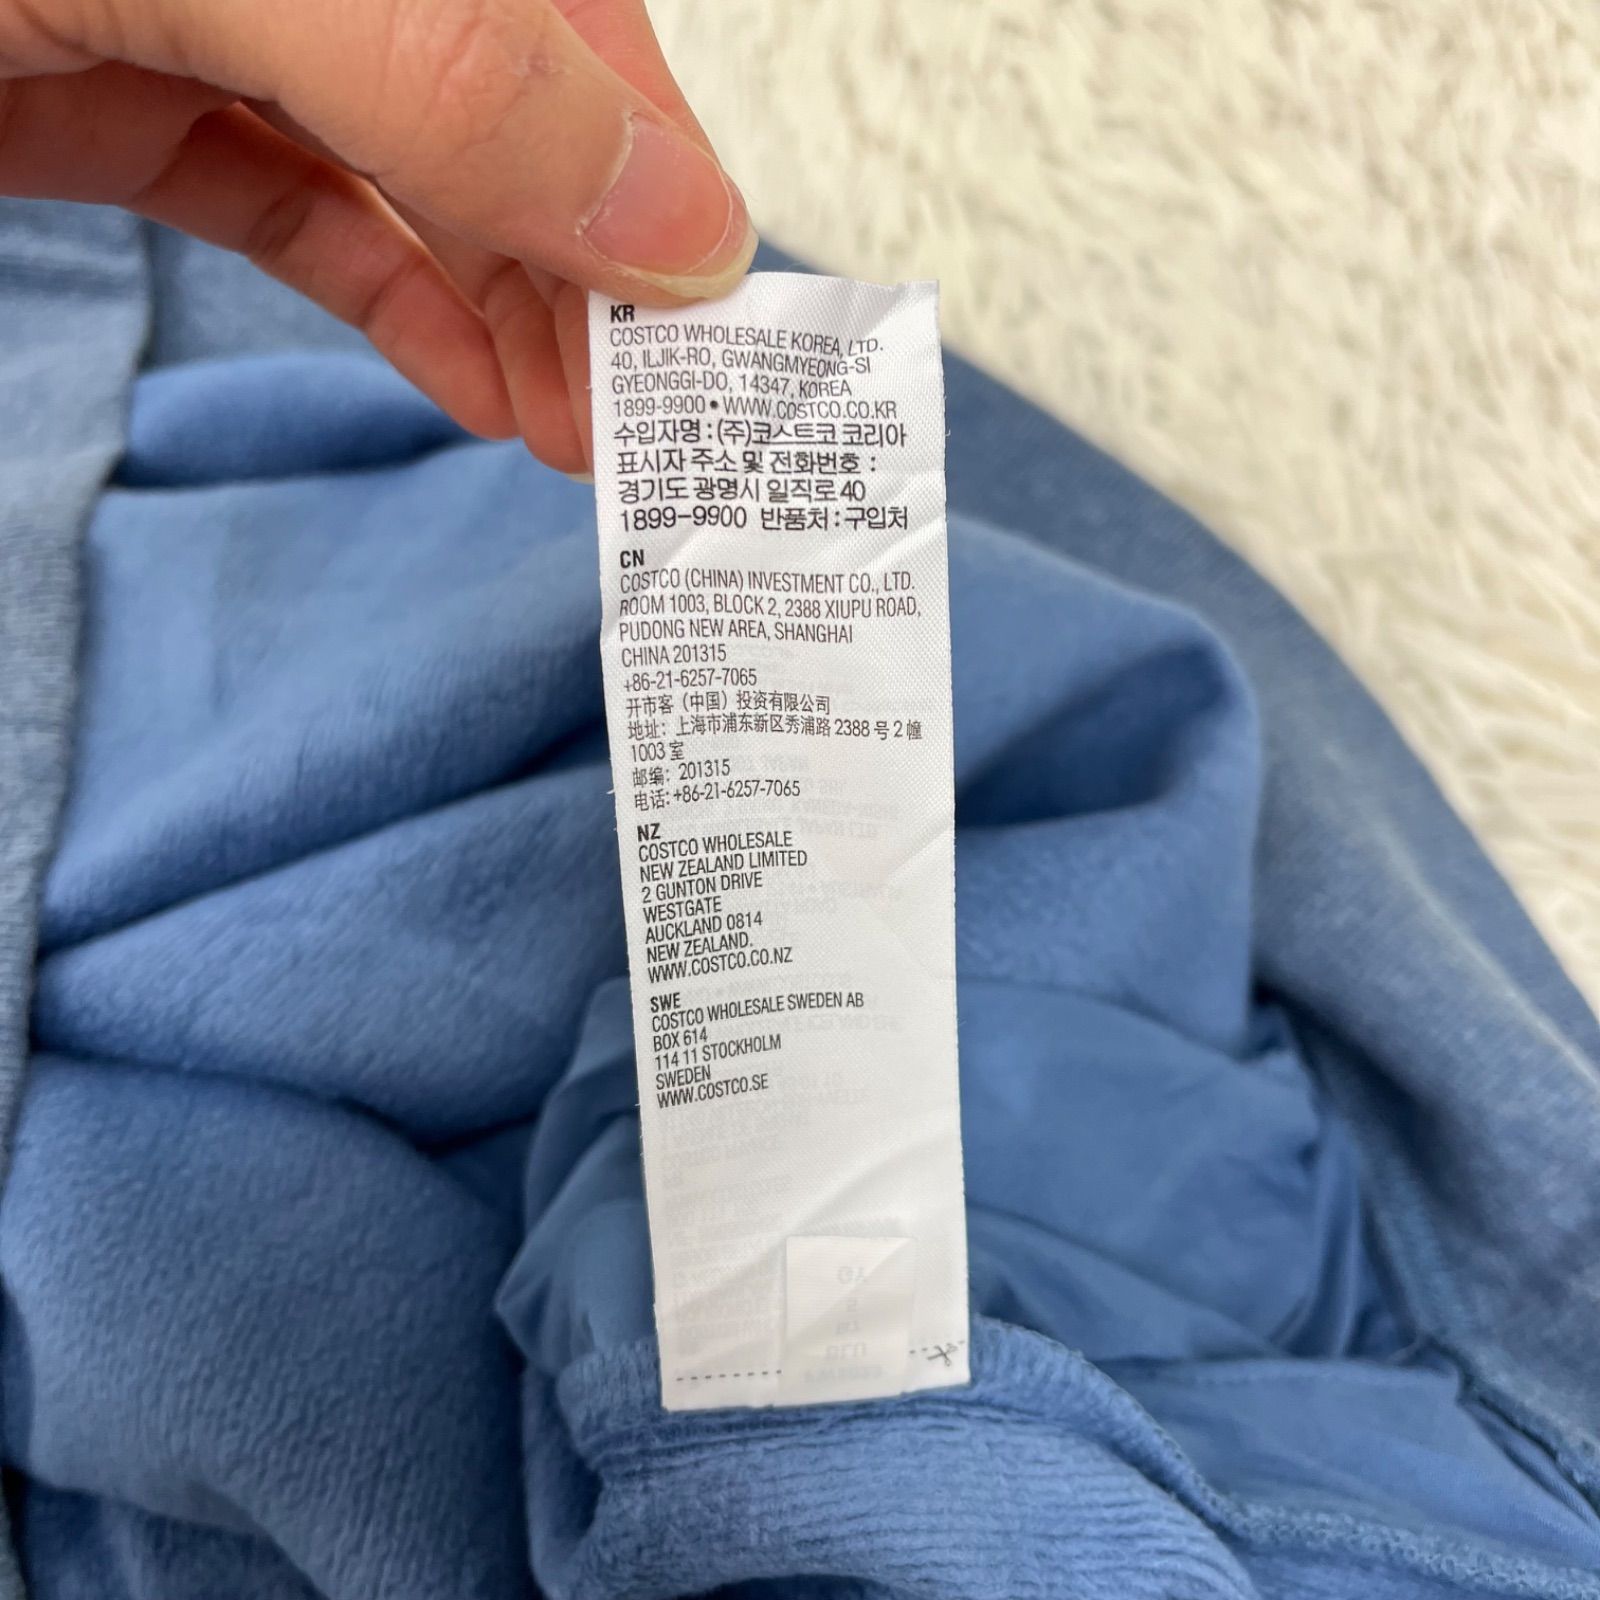 KR
COSTCO WHOLESALE KOREA, LTD.
40, ILJIK-RO, GWANGMYEONG-SI
GYEONGGI-DO, 14347, KOREA
1899-9900 • WWW.COSTCO.CO.KR
수입자명 : (주)코스트코 코리아
표시자 주소 및 전화번호 :
경기도 광명시 일직로 40
1899-9900 반품처 : 구입처
CN
COSTCO (CHINA) INVESTMENT CO., LTD.
ROOM 1003, BLOCK 2, 2388 XIUPU ROAD,
PUDONG NEW AREA, SHANGHAI
CHINA 201315
+86-21-6257-7065
开市客（中国）投资有限公司
地址：上海市浦东新区秀浦路 2388 号 2 幢
1003 室
邮编：201315
电话: +86-21-6257-7065
NZ
COSTCO WHOLESALE
NEW ZEALAND LIMITED
2 GUNTON DRIVE
WESTGATE
AUCKLAND 0814
NEW ZEALAND.
WWW.COSTCO.CO.NZ
SWE
COSTCO WHOLESALE SWEDEN AB
BOX 614
114 11 STOCKHOLM
SWEDEN
WWW.COSTCO.SE